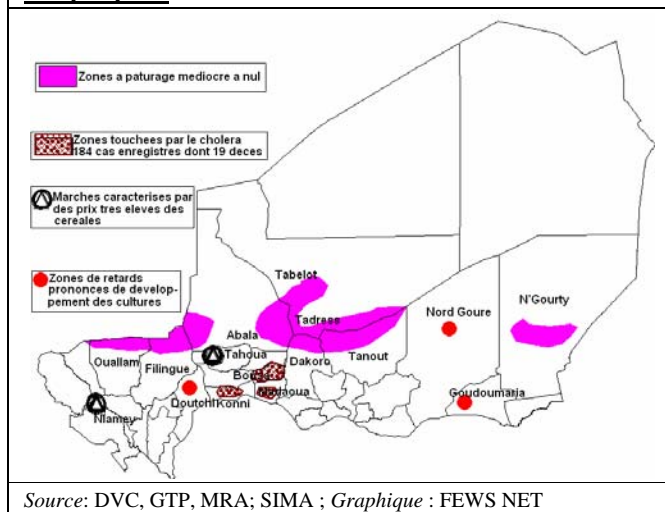 Zones a paturage mediocre a nul
Zones touchees par le cholera
184 cas enregistres dont 19 deces
Marches caracterises par
des prix tres eleves des
cereales
Zones de retards
prononces de develop-
pement des cultures
Tabelot
Tadress
Nord Goure
N'Gourty
Abala
Ouallam
Filingue
Tahoua
Dakoro
Tanout
Doutchi
Konni
Goudoumaria
Niamey
Source: DVC, GTP, MRA; SIMA ; Graphique : FEWS NET